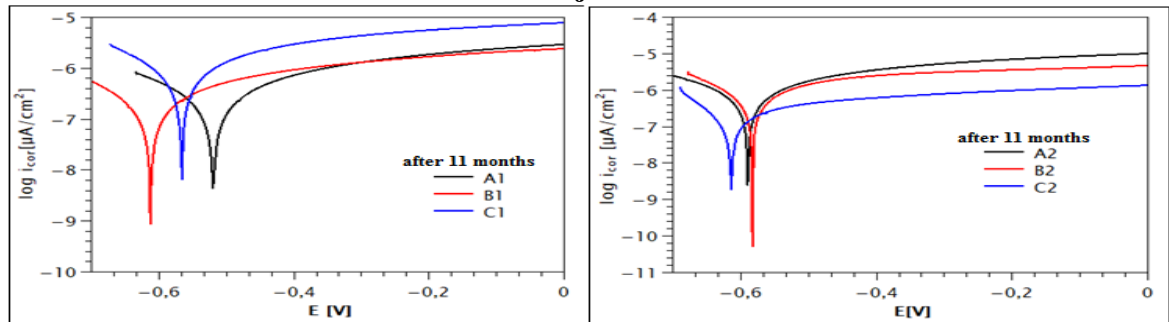 −5
−6
−7
−8
−9
−10
log i_cor [µA/cm²]
−0,6
−0,4
−0,2
0
E [V]
after 11 months
A1
B1
C1
−4
−5
−6
−7
−8
−9
−10
−11
log i_cor [µA/cm²]
−0,6
−0,4
−0,2
0
E[V]
after 11 months
A2
B2
C2